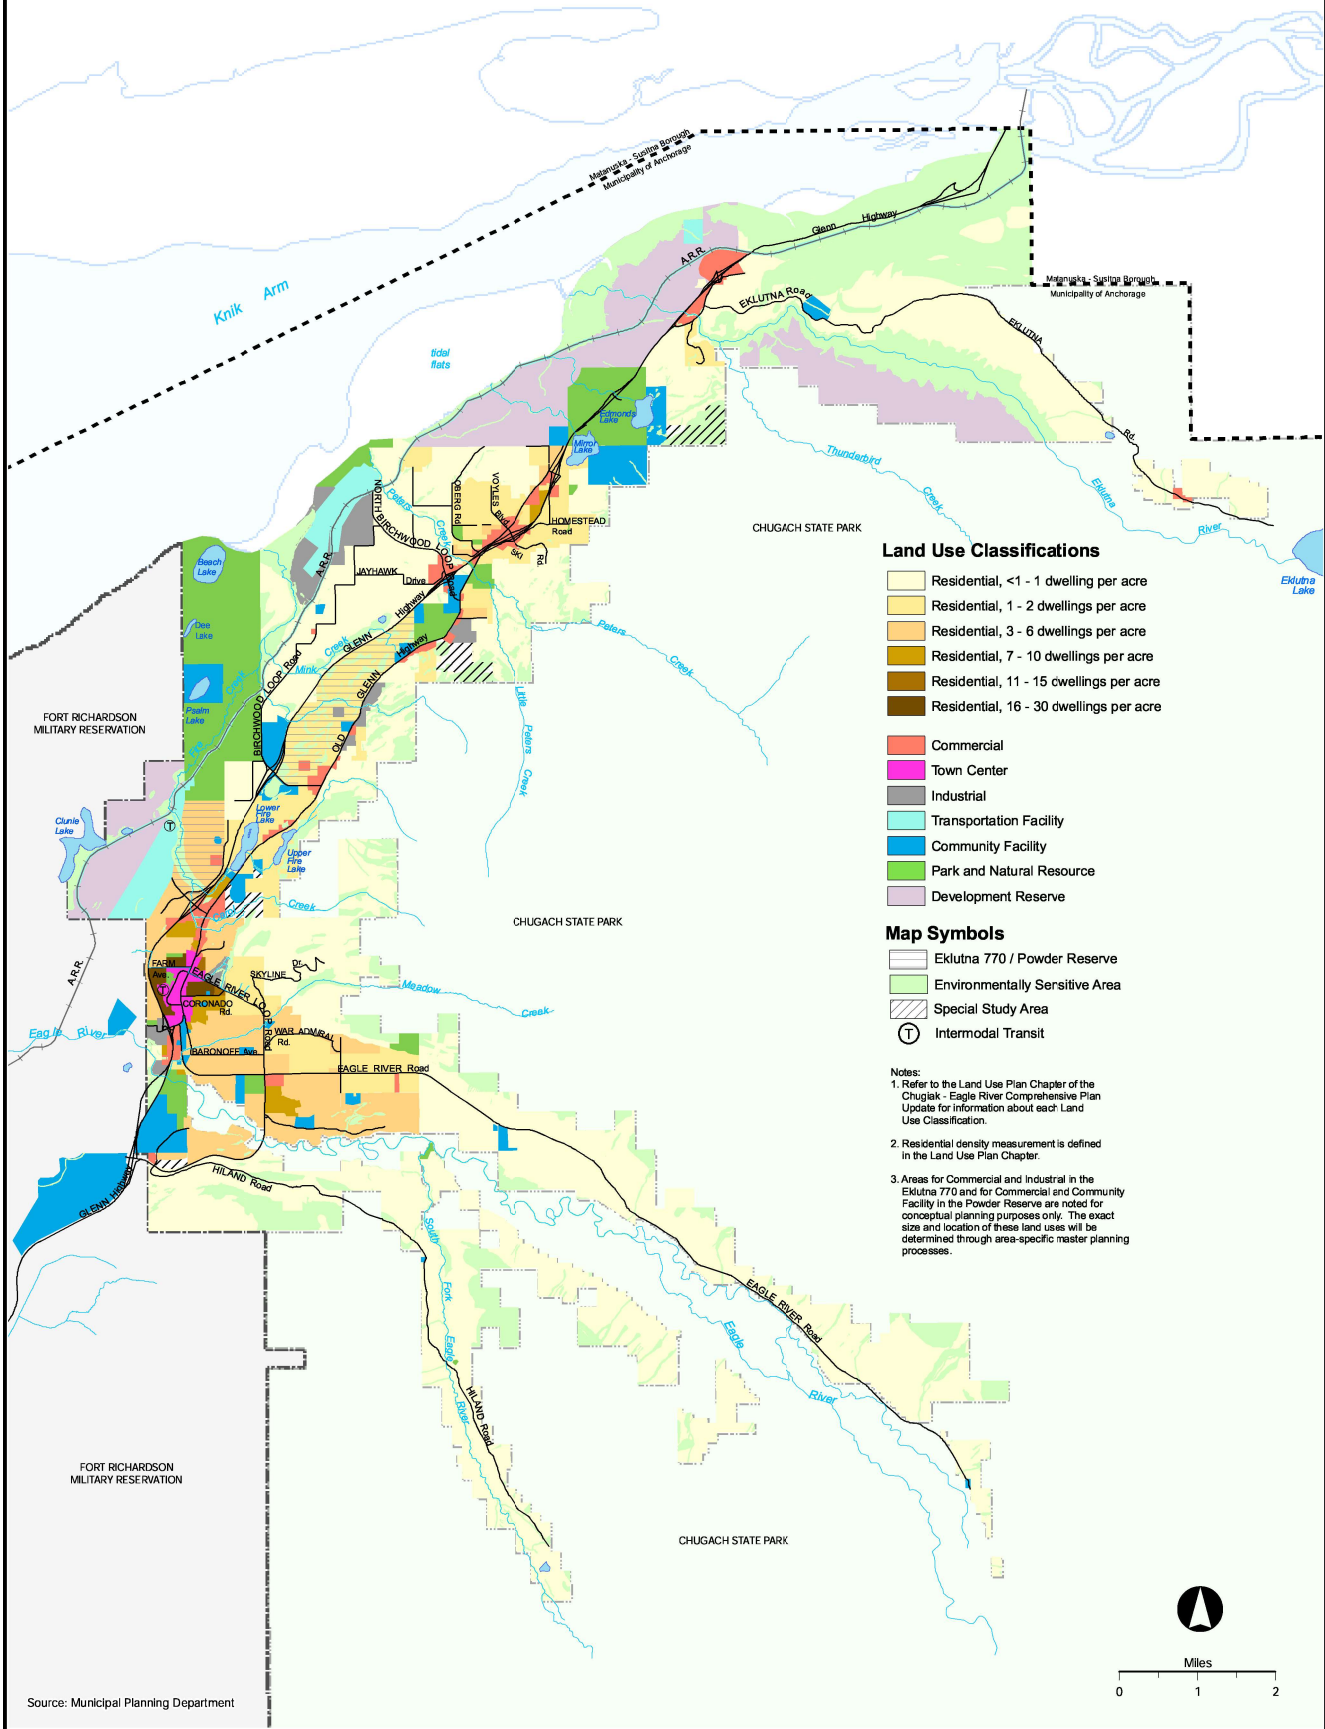 Matanuska - Susitna Borough
Municipality of Anchorage
Glenn
Highway
A.R.R.
Knik Arm
Matanuska - Susitna Borough
Municipality of Anchorage
EKLUTNA Road
EKLUTNA
Rd.
tidal
flats
Edmonds
Lake
Mirror
Lake
Thunderbird
Creek
Eklutna
River
Eklutna
Lake
NORTH BIRCHWOOD LOOP Road
Peters
Creek
OBERG Rd.
VOYLES Blvd.
HOMESTEAD
Road
SKI
Rd.
CHUGACH STATE PARK
Beach
Lake
A.R.R.
JAYHAWK
Drive
Highway
GLENN
Dee
Lake
Creek
Mink
Highway
GLENN
OLD
Peters
Creek
Psalm
Lake
Creek
Fire
BIRCHWOOD LOOP Road
Little
Peters
Creek
FORT RICHARDSON
MILITARY RESERVATION
Clunie
Lake
T
Lower
Fire
Lake
Upper
Fire
Lake
Creek
CHUGACH STATE PARK
A.R.R.
FARM
Ave.
T
EAGLE RIVER LOOP Road
SKYLINE
Dr.
CORONADO
Rd.
Meadow
Creek
Eagle River
WAR ADMIRAL
Rd.
BARONOFF Ave.
EAGLE RIVER Road
HILAND Road
GLENN Highway
South
Fork
Eagle
River
HILAND Road
Eagle
River
EAGLE RIVER Road
FORT RICHARDSON
MILITARY RESERVATION
CHUGACH STATE PARK
Land Use Classifications
Residential, <1 - 1 dwelling per acre
Residential, 1 - 2 dwellings per acre
Residential, 3 - 6 dwellings per acre
Residential, 7 - 10 dwellings per acre
Residential, 11 - 15 dwellings per acre
Residential, 16 - 30 dwellings per acre
Commercial
Town Center
Industrial
Transportation Facility
Community Facility
Park and Natural Resource
Development Reserve
Map Symbols
Eklutna 770 / Powder Reserve
Environmentally Sensitive Area
Special Study Area
T Intermodal Transit
Notes:
1. Refer to the Land Use Plan Chapter of the
Chugiak - Eagle River Comprehensive Plan
Update for information about each Land
Use Classification.
2. Residential density measurement is defined
in the Land Use Plan Chapter.
3. Areas for Commercial and Industrial in the
Eklutna 770 and for Commercial and Community
Facility in the Powder Reserve are noted for
conceptual planning purposes only. The exact
size and location of these land uses will be
determined through area-specific master planning
processes.
Miles
0 1 2
Source: Municipal Planning Department